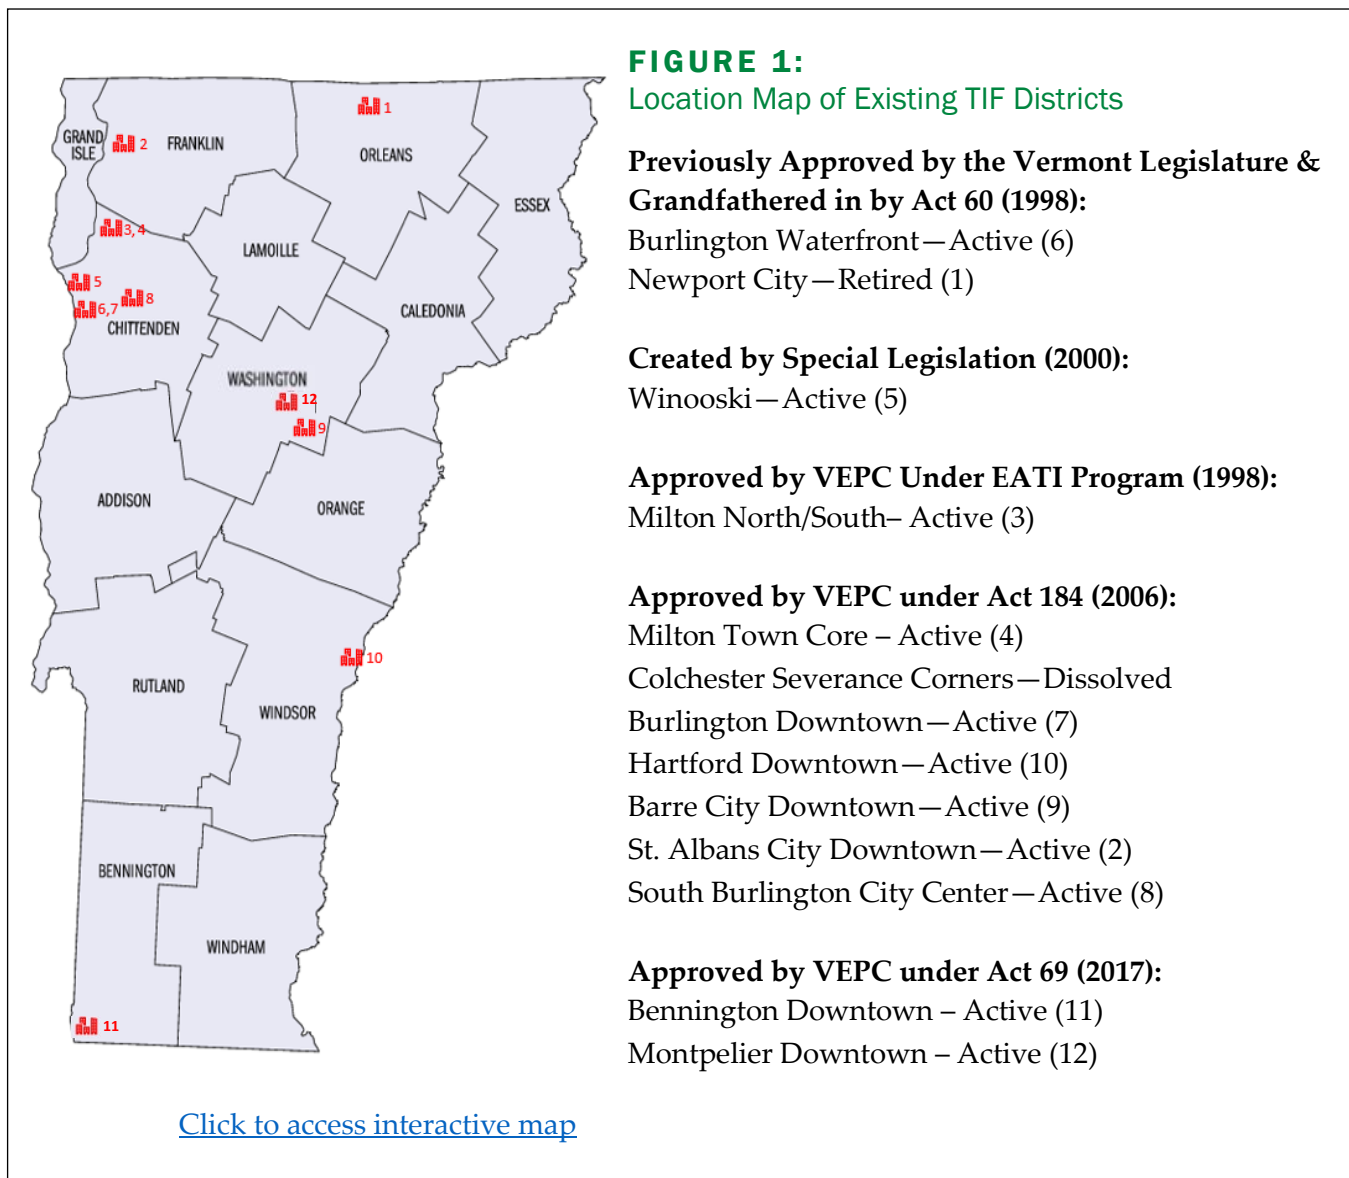 FIGURE 1:
Location Map of Existing TIF Districts
Previously Approved by the Vermont Legislature &
Grandfathered in by Act 60 (1998):
Burlington Waterfront—Active (6)
Newport City—Retired (1)
Created by Special Legislation (2000):
Winooski—Active (5)
Approved by VEPC Under EATI Program (1998):
Milton North/South– Active (3)
Approved by VEPC under Act 184 (2006):
Milton Town Core – Active (4)
Colchester Severance Corners—Dissolved
Burlington Downtown—Active (7)
Hartford Downtown—Active (10)
Barre City Downtown—Active (9)
St. Albans City Downtown—Active (2)
South Burlington City Center—Active (8)
Approved by VEPC under Act 69 (2017):
Bennington Downtown – Active (11)
Montpelier Downtown – Active (12)
1
GRAND
ISLE
2
FRANKLIN
ORLEANS
ESSEX
3, 4
LAMOILLE
5
8
6,7
CHITTENDEN
CALEDONIA
WASHINGTON
12
9
ADDISON
ORANGE
10
RUTLAND
WINDSOR
BENNINGTON
WINDHAM
11
Click to access interactive map